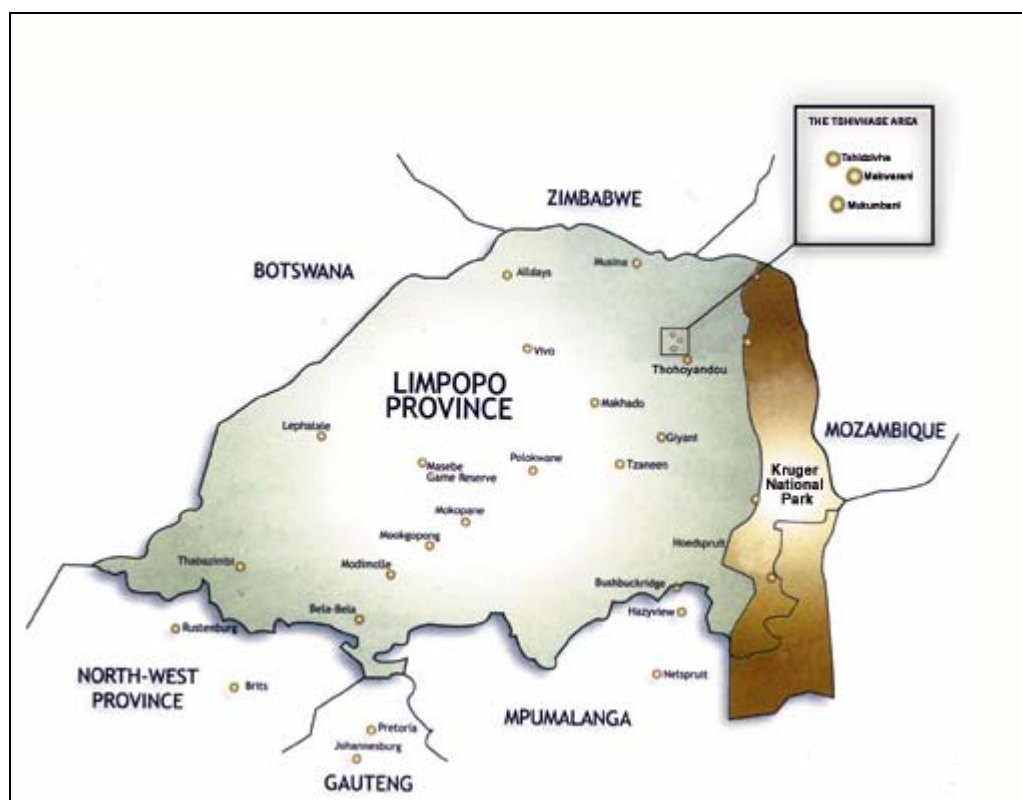 THE TSHIVHASE AREA
Tshidzivhe
Makwarani
Mukumbani
ZIMBABWE
BOTSWANA
Musina
Alldays
Vivo
Thohoyandou
LIMPOPO
PROVINCE
Makhado
MOZAMBIQUE
Lephalale
Giyani
Polokwane
Tzaneen
Masebe
Game Reserve
Kruger
National
Park
Mokopane
Mookgopong
Hoedspruit
Thabazimbi
Modimolle
Bushbuckridge
Bela-Bela
Hazyview
Rustenburg
NORTH-WEST
PROVINCE
Nelspruit
Brits
MPUMALANGA
Pretoria
Johannesburg
GAUTENG